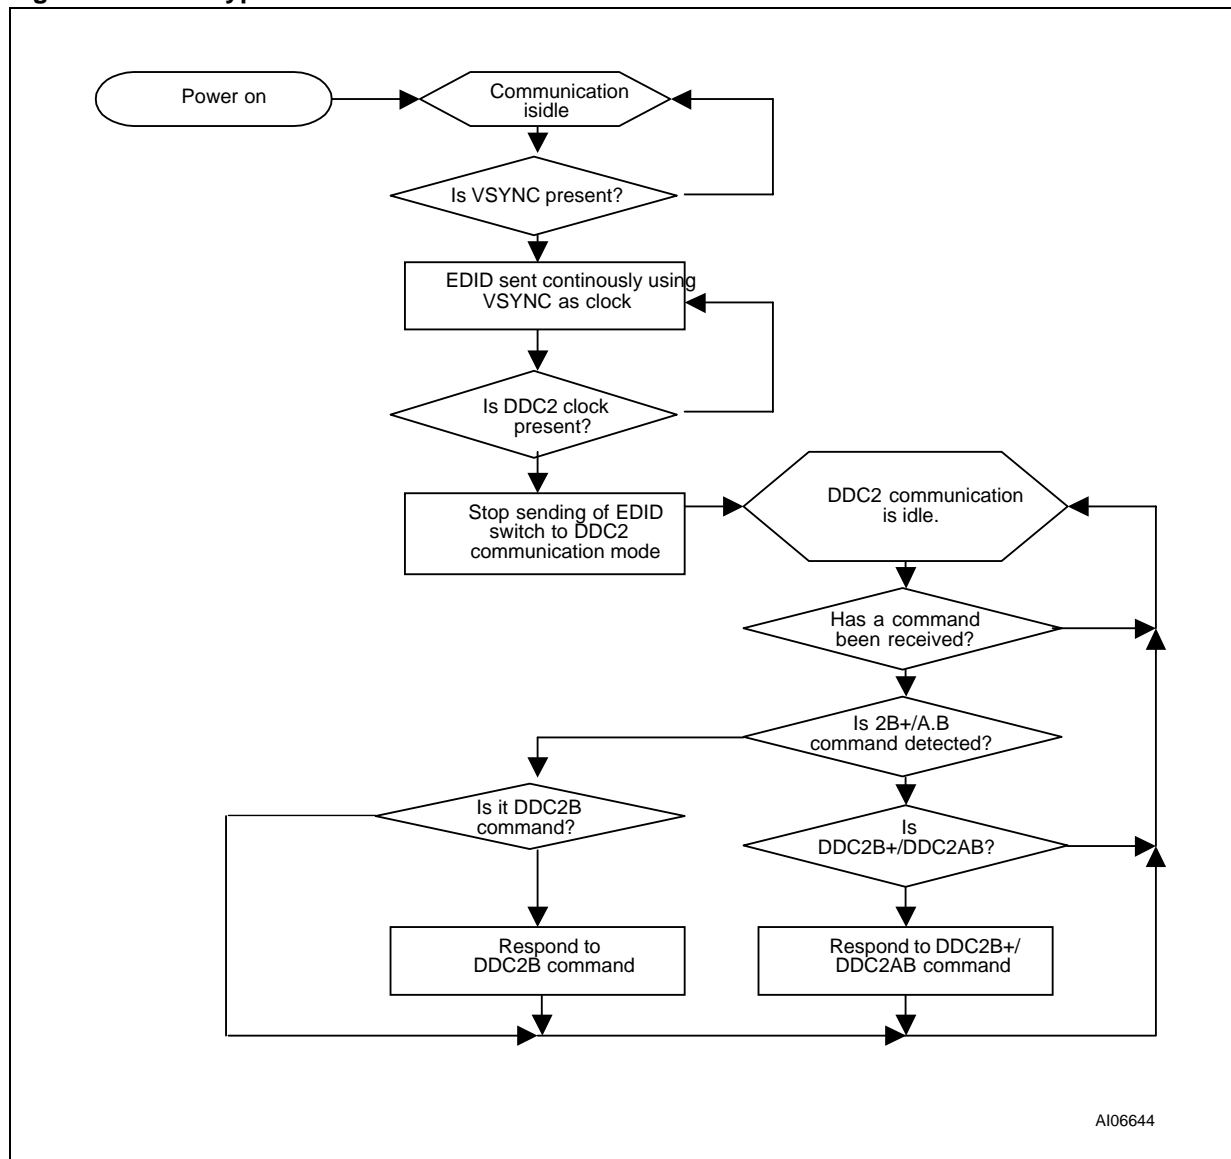 Power on
Communication
isidle
Is VSYNC present?
EDID sent continously using
VSYNC as clock
Is DDC2 clock
present?
Stop sending of EDID
switch to DDC2
communication mode
DDC2 communication
is idle.
Has a command
been received?
Is 2B+/A.B
command detected?
Is it DDC2B
command?
Is
DDC2B+/DDC2AB?
Respond to
DDC2B command
Respond to DDC2B+/
DDC2AB command
AI06644